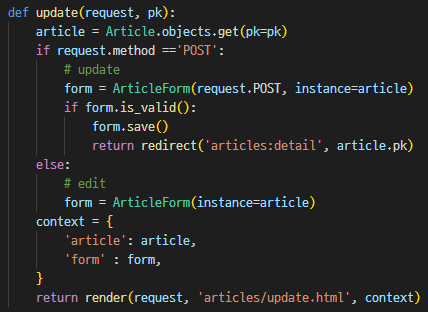 def update(request, pk):
    article = Article.objects.get(pk=pk)
    if request.method =='POST':
        # update
        form = ArticleForm(request.POST, instance=article)
        if form.is_valid():
            form.save()
            return redirect('articles:detail', article.pk)
    else:
        # edit
        form = ArticleForm(instance=article)
    context = {
        'article': article,
        'form' : form,
    }
    return render(request, 'articles/update.html', context)